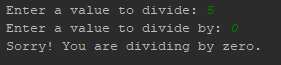 Enter a value to divide: 5
Enter a value to divide by: 0
Sorry! You are dividing by zero.